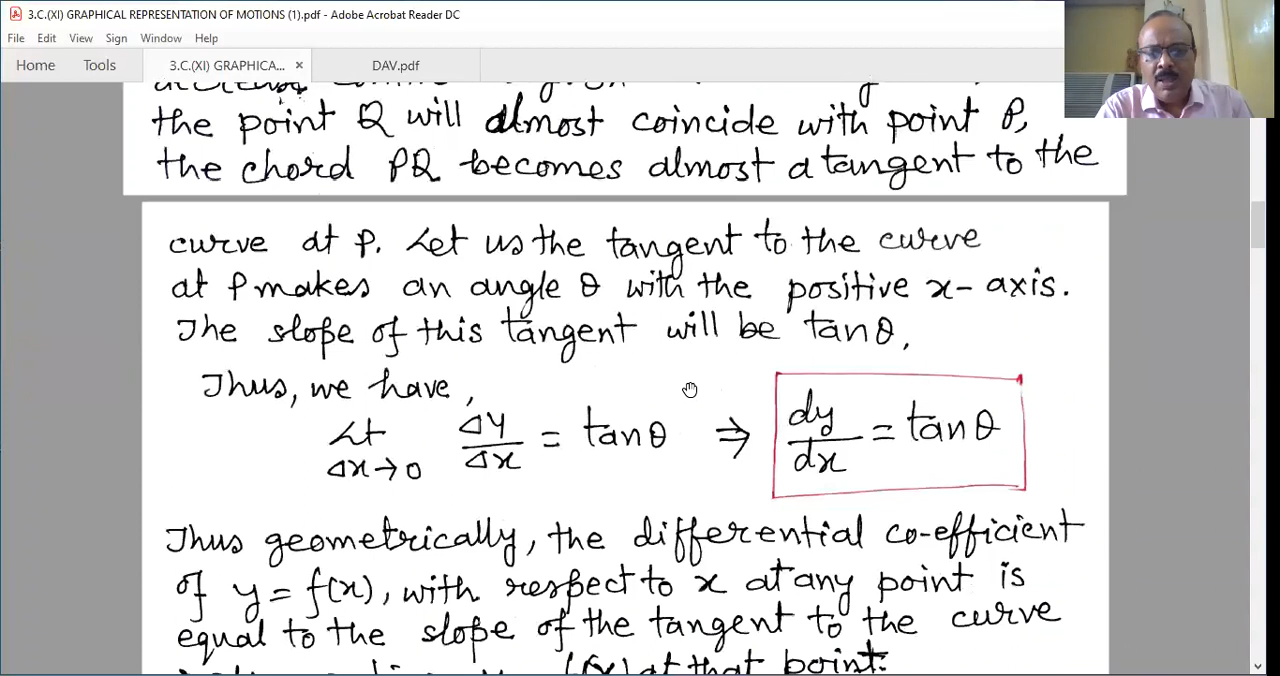 3.C.(XI) GRAPHICAL REPRESENTATION OF MOTIONS (1).pdf - Adobe Acrobat Reader DC
File Edit View Sign Window Help
Home Tools 3.C.(XI) GRAPHICA... × DAV.pdf
the point Q will almost coincide with point P,
the chord PQ becomes almost a tangent to the
curve at P. Let us the tangent to the curve
at P makes an angle θ with the positive x-axis.
The slope of this tangent will be tanθ.
Thus, we have,
Lt Δx→0 Δy/Δx = tanθ ⇒ dy/dx = tanθ
Thus geometrically, the differential co-efficient
of y = f(x), with respect to x at any point is
equal to the slope of the tangent to the curve
at that point.